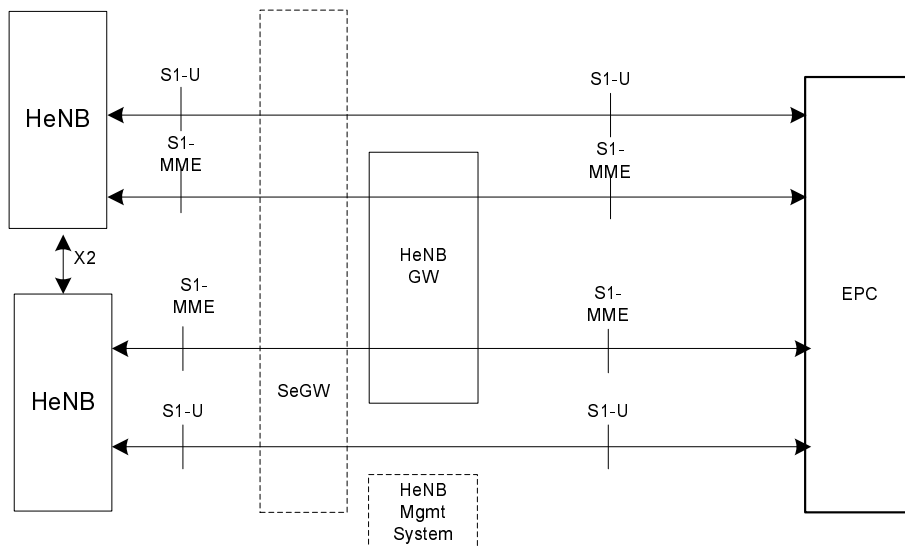 S1-U
S1-U
HeNB
S1-
MME
S1-
MME
HeNB
GW
X2
S1-
MME
S1-
MME
EPC
SeGW
HeNB
S1-U
S1-U
HeNB
Mgmt
System